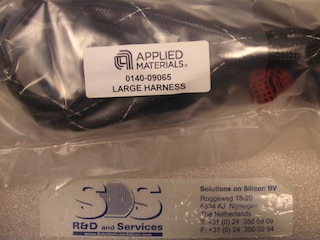 APPLIED
MATERIALS
0140-09065
LARGE HARNESS
SDS
R&D and Services
Solutions on Silicon BV
Roggeweg 18-20
6534 AJ Nijmegen
The Netherlands
T: +31 (0) 24 350 09 09
F: +31 (0) 24 350 02 94